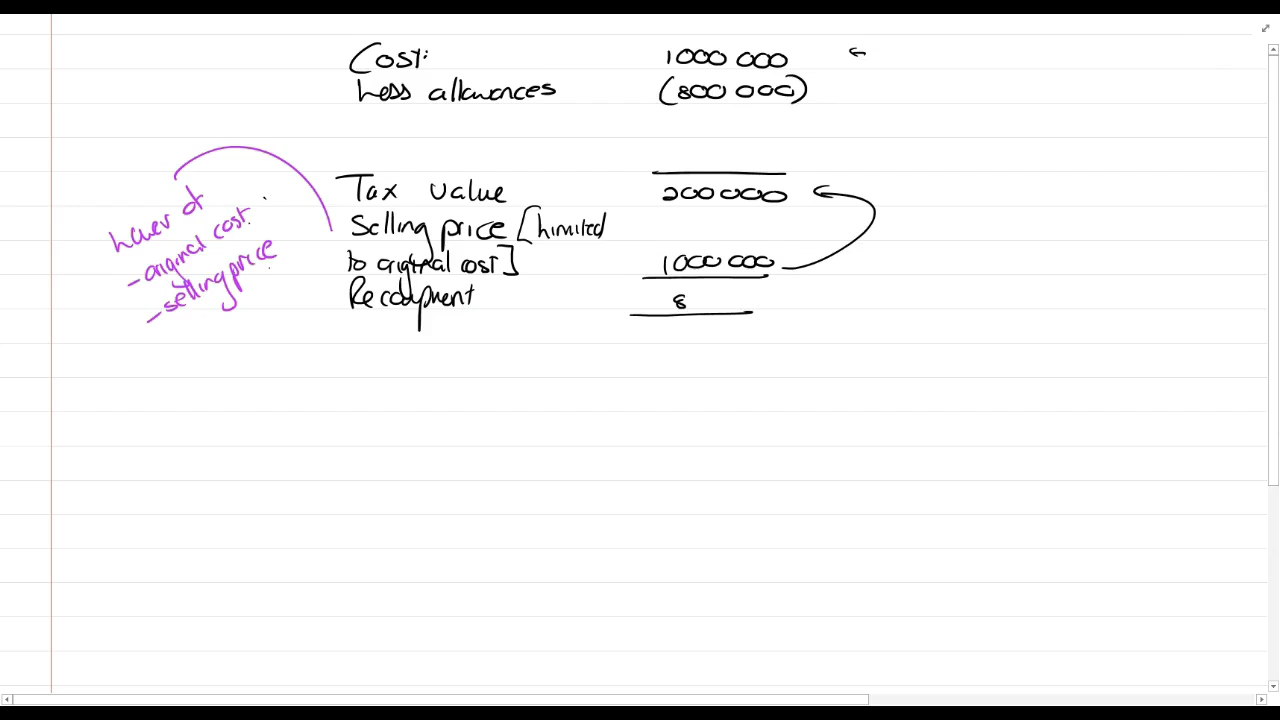 Cost: 1000 000 ←
Less allowances (800 000)
Tax value 200 000
Selling price [limited
to original cost] 1000 000
Recoupment 8
Lower of
- original cost
- selling price